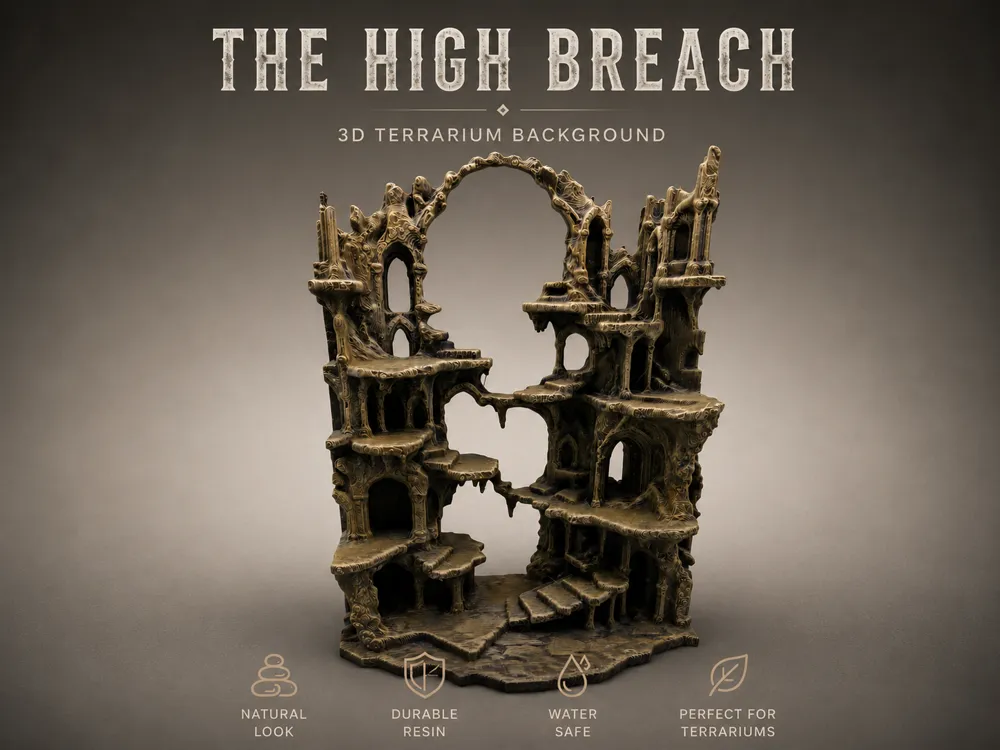 THE HIGH BREACH
3D TERRARIUM BACKGROUND
NATURAL
LOOK
DURABLE
RESIN
WATER
SAFE
PERFECT FOR
TERRARIUMS